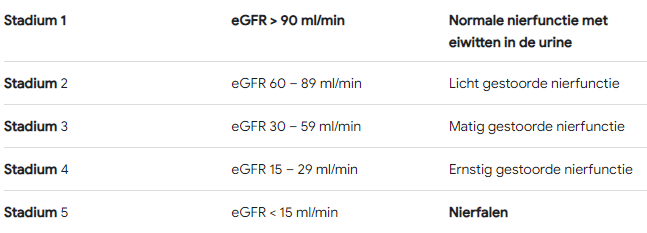 Stadium 1 eGFR > 90 ml/min Normale nierfunctie met
eiwitten in de urine
Stadium 2 eGFR 60 – 89 ml/min Licht gestoorde nierfunctie
Stadium 3 eGFR 30 – 59 ml/min Matig gestoorde nierfunctie
Stadium 4 eGFR 15 – 29 ml/min Ernstig gestoorde nierfunctie
Stadium 5 eGFR < 15 ml/min Nierfalen